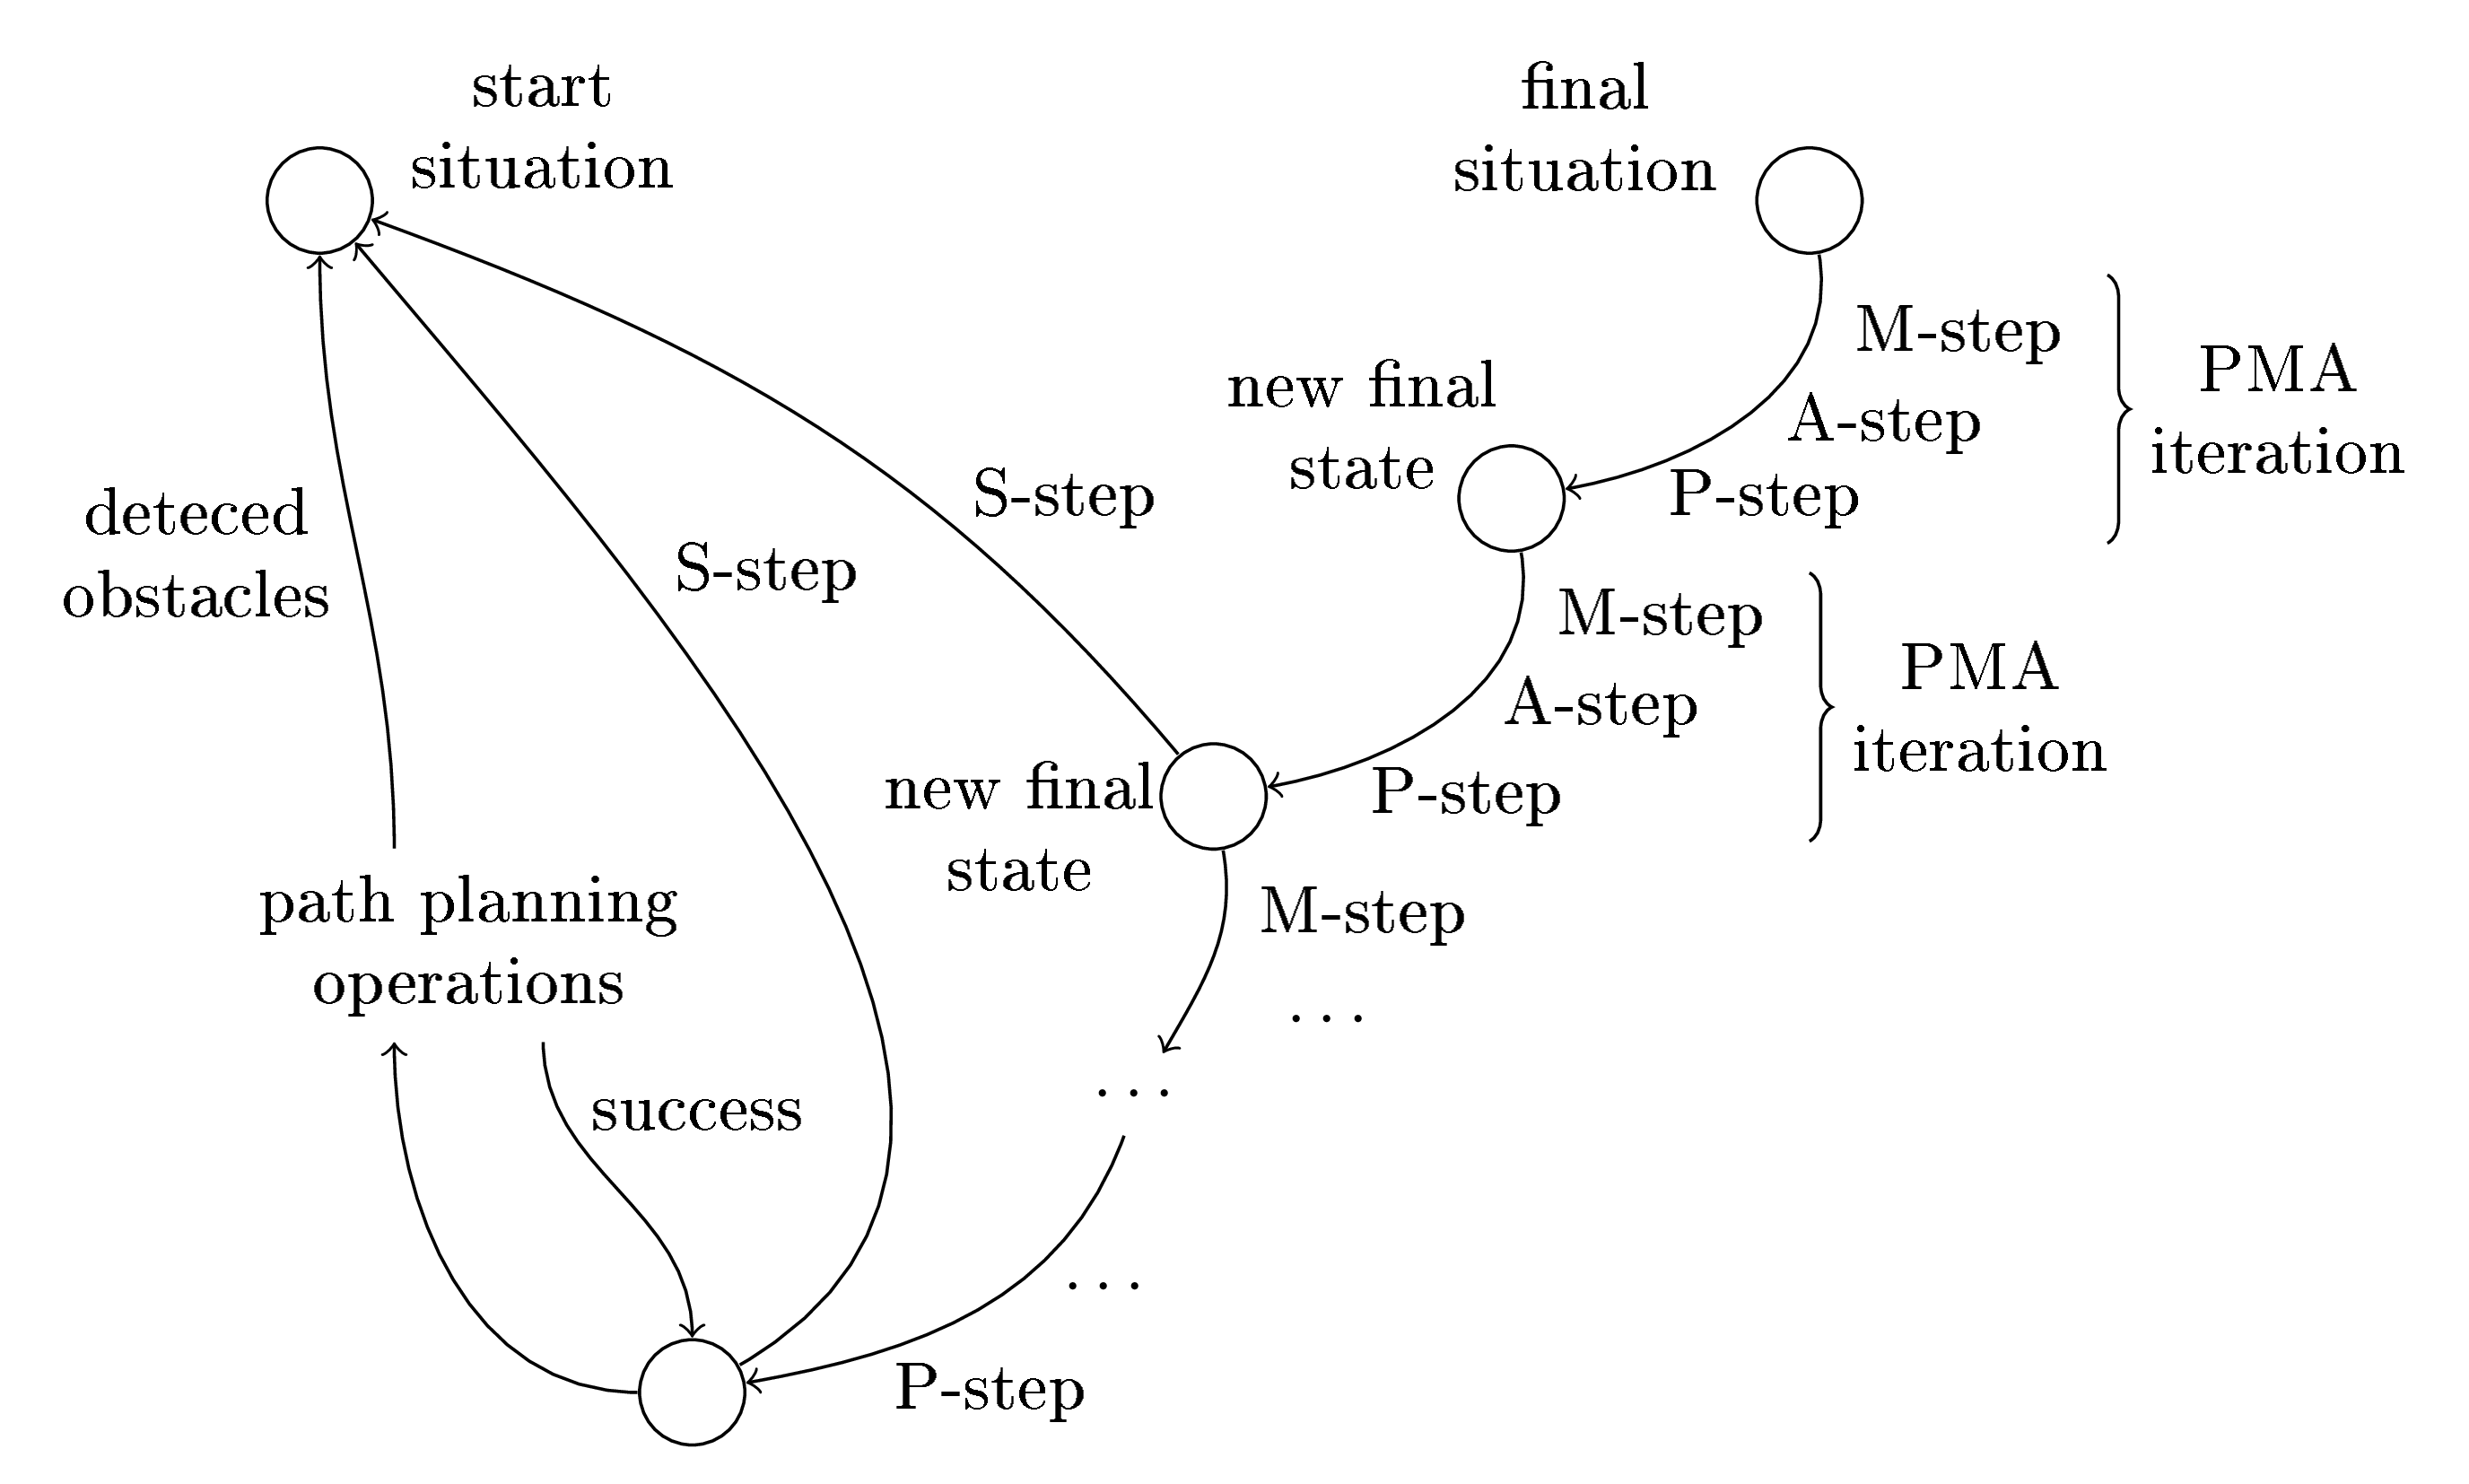 start
situation
final
situation
M-step
A-step
P-step
PMA
iteration
new final
state
S-step
deteced
obstacles
S-step
M-step
A-step
P-step
PMA
iteration
new final
state
M-step
...
path planning
operations
...
success
...
P-step